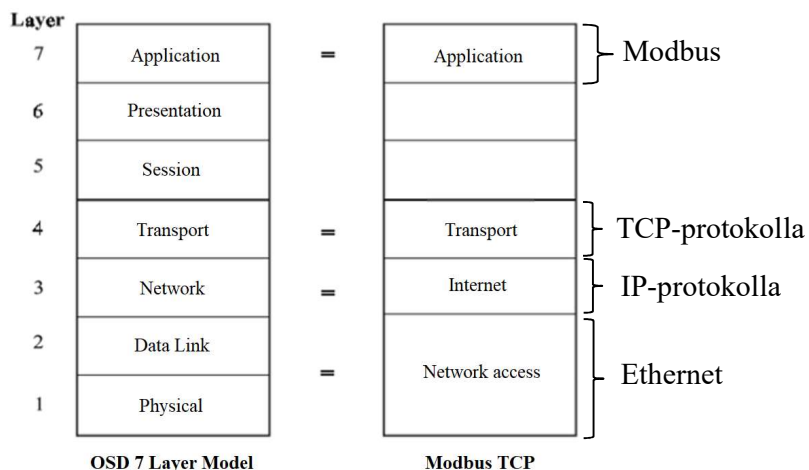 Layer
7 Application = Application Modbus
6 Presentation
5 Session
4 Transport = Transport TCP-protokolla
3 Network = Internet IP-protokolla
2 Data Link
= Network access Ethernet
1 Physical
OSD 7 Layer Model Modbus TCP